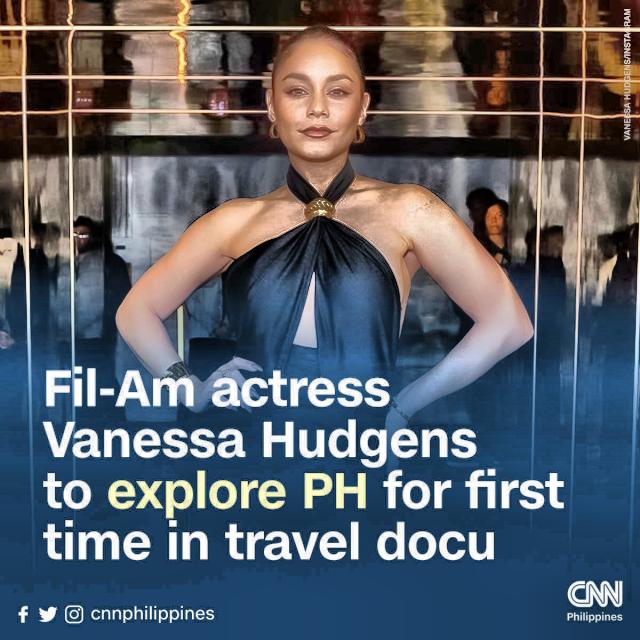 VANESSA HUDGENS/INSTAGRAM
Fil-Am actress
Vanessa Hudgens
to explore PH for first
time in travel docu
cnnphilippines
CNN
Philippines